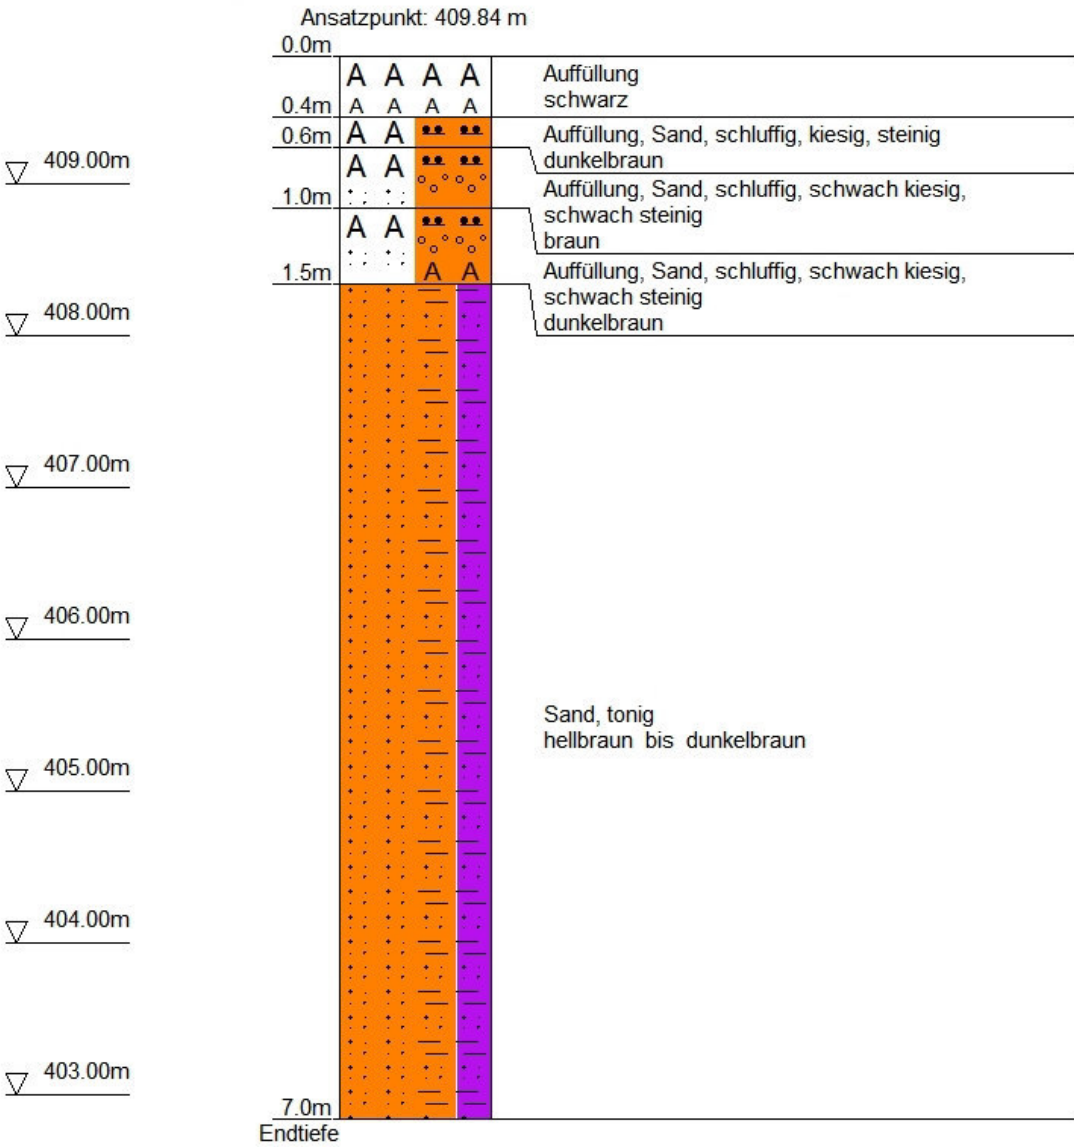 Ansatzpunkt: 409.84 m
0.0m
A A A A
Auffüllung
schwarz
0.4m
A A A A
0.6m
A A
Auffüllung, Sand, schluffig, kiesig, steinig
dunkelbraun
409.00m
A A
1.0m
Auffüllung, Sand, schluffig, schwach kiesig,
schwach steinig
braun
A A
1.5m
A A
Auffüllung, Sand, schluffig, schwach kiesig,
schwach steinig
dunkelbraun
408.00m
407.00m
406.00m
Sand, tonig
hellbraun bis dunkelbraun
405.00m
404.00m
403.00m
7.0m
Endtiefe